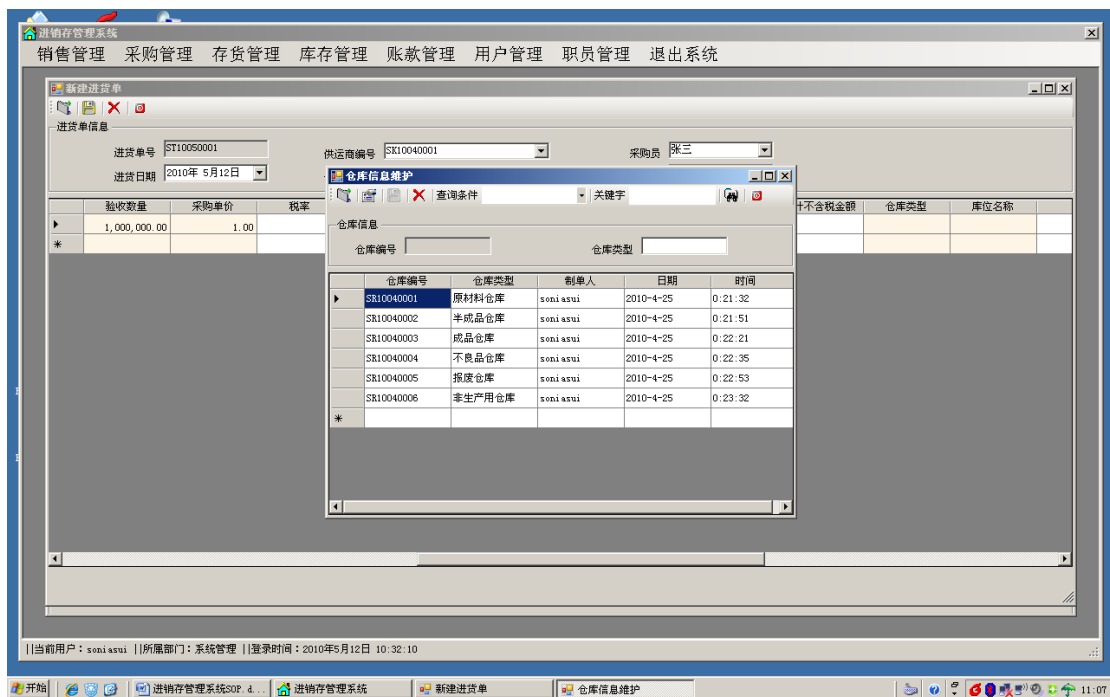 进销存管理系统
销售管理 采购管理 存货管理 库存管理 账款管理 用户管理 职员管理 退出系统
新建进货单
进货单信息
进货单号 ST10050001 供运商编号 SK10040001 采购员 张三
进货日期 2010年 5月12日
验收数量 采购单价 税率 计不含税金额 仓库类型 库位名称
1,000,000.00 1.00
仓库信息维护
查询条件 关键字
仓库信息
仓库编号 仓库类型
仓库编号 仓库类型 制单人 日期 时间
SR10040001 原材料仓库 soniasui 2010-4-25 0:21:32
SR10040002 半成品仓库 soniasui 2010-4-25 0:21:51
SR10040003 成品仓库 soniasui 2010-4-25 0:22:21
SR10040004 不良品仓库 soniasui 2010-4-25 0:22:35
SR10040005 报废仓库 soniasui 2010-4-25 0:22:53
SR10040006 非生产用仓库 soniasui 2010-4-25 0:23:32
||当前用户：soniasui ||所属部门：系统管理 ||登录时间：2010年5月12日 10:32:10
开始 进销存管理系统SOP.d... 进销存管理系统 新建进货单 仓库信息维护 11:07